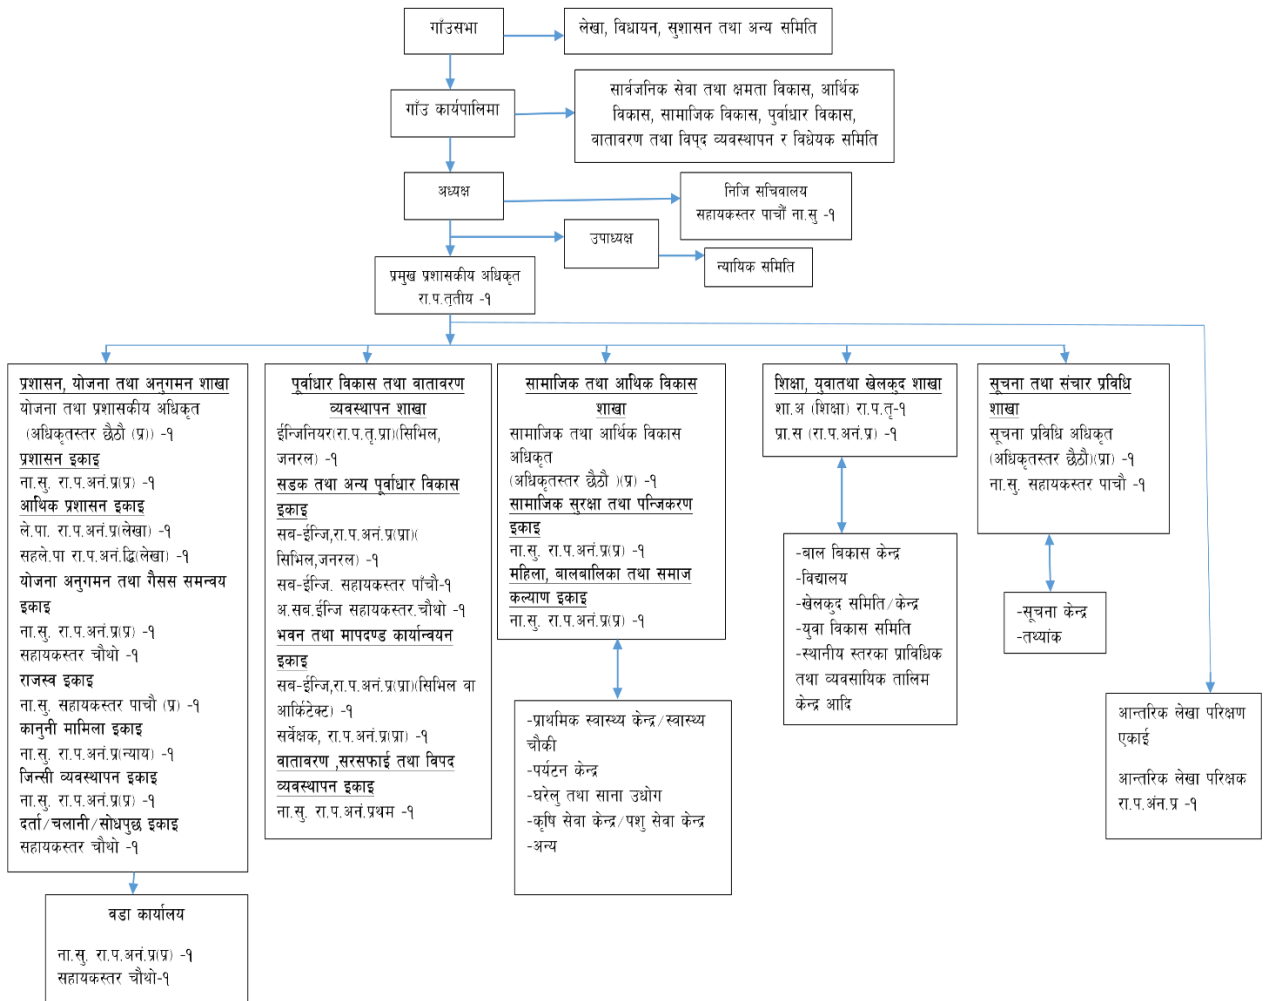 गाँउसभा
लेखा, विधायन, सुशासन तथा अन्य समिति
गाँउ कार्यपालिमा
सार्वजनिक सेवा तथा क्षमता विकास, आर्थिक
विकास, सामाजिक विकास, पुर्वाधार विकास,
वातावरण तथा विप्द व्यवस्थापन र विधेयक समिति
अध्यक्ष
निजि सचिवालय
सहायकस्तर पाचौं ना.सु -१
उपाध्यक्ष
न्यायिक समिति
प्रमुख प्रशासकीय अधिकृत
रा.प.तृतीय -१
प्रशासन, योजना तथा अनुगमन शाखा
योजना तथा प्रशासकीय अधिकृत
(अधिकृतस्तर छैठौ (प्र)) -१
प्रशासन इकाइ
ना.सु. रा.प.अनं.प्र(प्र) -१
आर्थिक प्रशासन इकाइ
ले.पा. रा.प.अनं.प्र(लेखा) -१
सहले.पा रा.प.अनं.द्धि(लेखा) -१
योजना अनुगमन तथा गैसस समन्वय
इकाइ
ना.सु. रा.प.अनं.प्र(प्र) -१
सहायकस्तर चौथो -१
राजस्व इकाइ
ना.सु. सहायकस्तर पाचौ (प्र) -१
कानुनी मामिला इकाइ
ना.सु. रा.प.अनं.प्र(न्याय) -१
जिन्सी व्यवस्थापन इकाइ
ना.सु. रा.प.अनं.प्र(प्र) -१
दर्ता/चलानी/सोधपुछ इकाइ
सहायकस्तर चौथो -१
वडा कार्यालय
ना.सु. रा.प.अनं.प्र(प्र) -१
सहायकस्तर चौथो-१
पूर्वाधार विकास तथा वातावरण
व्यवस्थापन शाखा
ईन्जिनियर(रा.प.तृ.प्रा)(सिभिल,
जनरल) -१
सडक तथा अन्य पूर्वाधार विकास
इकाइ
सब-ईन्जि,रा.प.अनं.प्र(प्रा)(
सिभिल,जनरल) -१
सब-ईन्जि. सहायकस्तर पाँचौ-१
अ.सब.ईन्जि सहायकस्तर.चौथो -१
भवन तथा मापदण्ड कार्यान्वयन
इकाइ
सब-ईन्जि,रा.प.अनं.प्र(प्रा)(सिभिल वा
आर्किटेक्ट) -१
सर्वेक्षक, रा.प.अनं.प्र(प्रा) -१
वातावरण ,सरसफाई तथा विपद
व्यवस्थापन इकाइ
ना.सु. रा.प.अनं.प्रथम -१
सामाजिक तथा आर्थिक विकास
शाखा
सामाजिक तथा आर्थिक विकास
अधिकृत
(अधिकृतस्तर छैठौ )(प्र) -१
सामाजिक सुरक्षा तथा पन्जिकरण
इकाइ
ना.सु. रा.प.अनं.प्र(प्र) -१
महिला, बालबालिका तथा समाज
कल्याण इकाइ
ना.सु. रा.प.अनं.प्र(प्र) -१
-प्राथमिक स्वास्थ्य केन्द्र/स्वास्थ्य
चौकी
-पर्यटन केन्द्र
-घरेलु तथा साना उद्योग
-कृषि सेवा केन्द्र/पशु सेवा केन्द्र
-अन्य
शिक्षा, युवातथा खेलकुद शाखा
शा.अ (शिक्षा) रा.प.तृ-१
प्रा.स (रा.प.अनं.प्र) -१
-बाल बिकास केन्द्र
-विद्यालय
-खेलकुद समिति/केन्द्र
-युवा विकास समिति
-स्थानीय स्तरका प्राविधिक
तथा व्यवसायिक तालिम
केन्द्र आदि
सूचना तथा संचार प्रविधि
शाखा
सूचना प्रविधि अधिकृत
(अधिकृतस्तर छैठौ)(प्रा) -१
ना.सु. सहायकस्तर पाचौ -१
-सूचना केन्द्र
-तथ्यांक
आन्तरिक लेखा परिक्षण
एकाई
आन्तरिक लेखा परिक्षक
रा.प.अंन.प्र -१